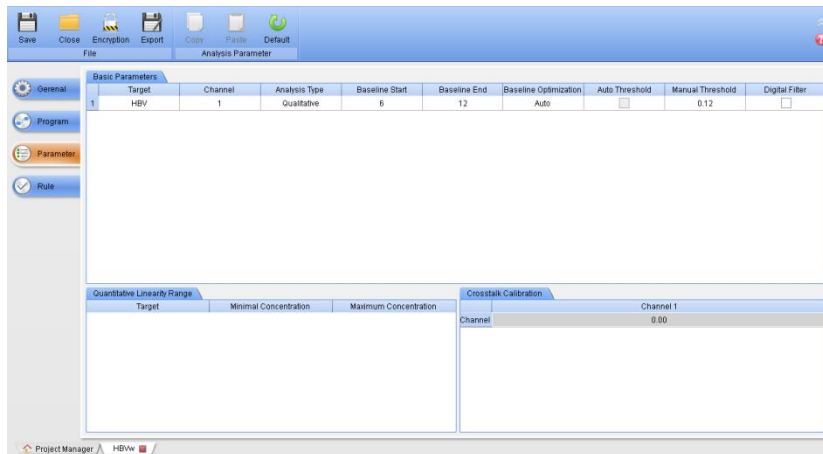 Save Close Encryption Export Copy Paste Default
File Analysis Parameter
Gerenal
Program
Parameter
Rule
Basic Parameters
Target Channel Analysis Type Baseline Start Baseline End Baseline Optimization Auto Threshold Manual Threshold Digital Filter
1 HBV 1 Qualitative 6 12 Auto 0.12
Quantitative Linearity Range
Target Minimal Concentration Maximum Concentration
Crosstalk Calibration
Channel 1
Channel 0.00
Project Manager HBVw